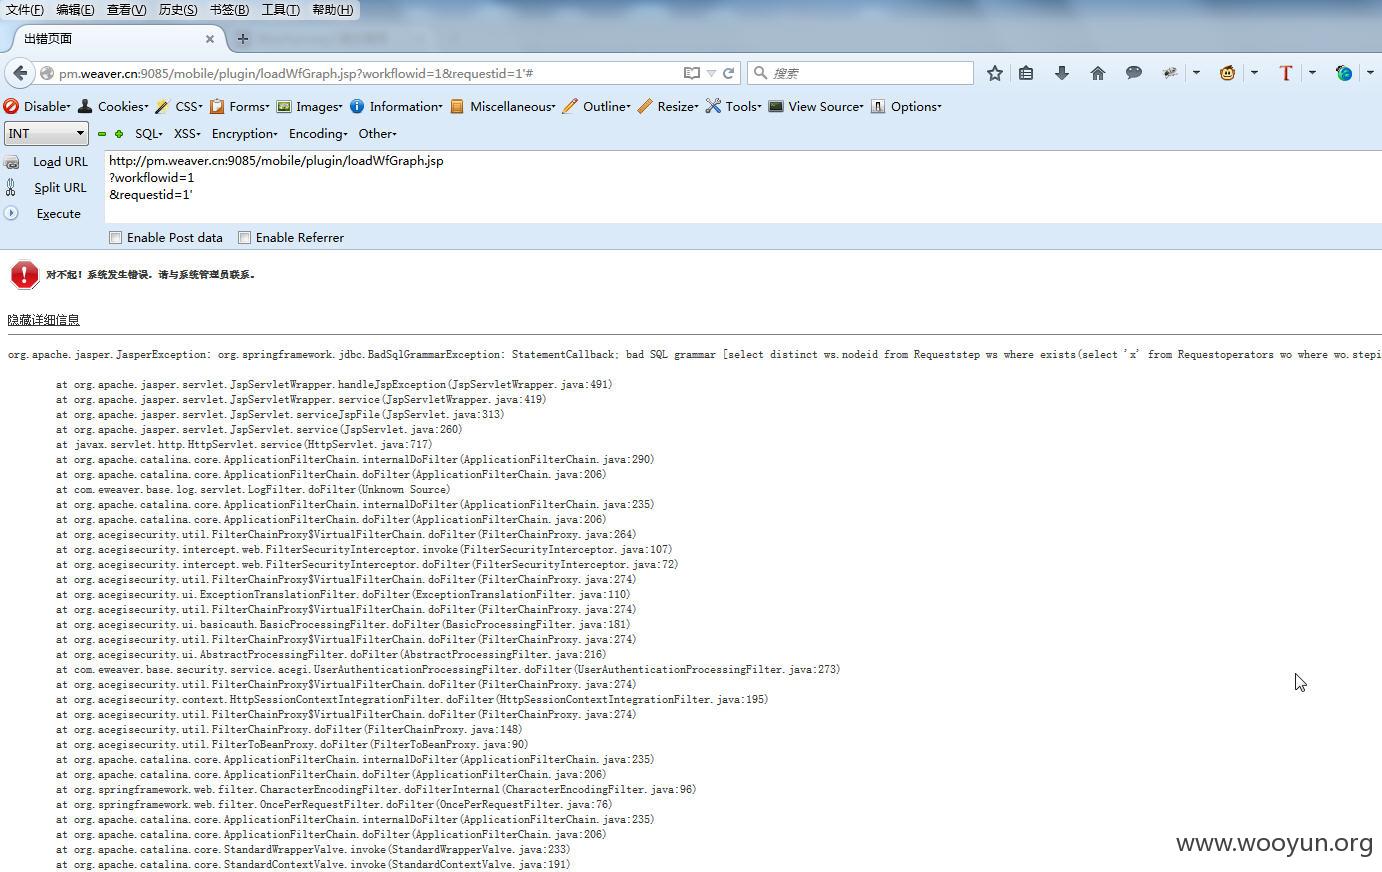 文件(F) 编辑(E) 查看(V) 历史(S) 书签(B) 工具(T) 帮助(H)
出错页面
pm.weaver.cn:9085/mobile/plugin/loadWfGraph.jsp?workflowid=1&requestid=1'#
搜索
Disable Cookies CSS Forms Images Information Miscellaneous Outline Resize Tools View Source Options
INT SQL XSS Encryption Encoding Other
Load URL http://pm.weaver.cn:9085/mobile/plugin/loadWfGraph.jsp
?workflowid=1
Split URL &requestid=1'
Execute
Enable Post data Enable Referrer
对不起！系统发生错误。请与系统管理员联系。
隐藏详细信息
org.apache.jasper.JasperException: org.springframework.jdbc.BadSqlGrammarException: StatementCallback; bad SQL grammar [select distinct ws.nodeid from Requeststep ws where exists(select 'x' from Requestoperators wo where wo.stepi
at org.apache.jasper.servlet.JspServletWrapper.handleJspException(JspServletWrapper.java:491)
at org.apache.jasper.servlet.JspServletWrapper.service(JspServletWrapper.java:419)
at org.apache.jasper.servlet.JspServlet.serviceJspFile(JspServlet.java:313)
at org.apache.jasper.servlet.JspServlet.service(JspServlet.java:260)
at javax.servlet.http.HttpServlet.service(HttpServlet.java:717)
at org.apache.catalina.core.ApplicationFilterChain.internalDoFilter(ApplicationFilterChain.java:290)
at org.apache.catalina.core.ApplicationFilterChain.doFilter(ApplicationFilterChain.java:206)
at com.eweaver.base.log.servlet.LogFilter.doFilter(Unknown Source)
at org.apache.catalina.core.ApplicationFilterChain.internalDoFilter(ApplicationFilterChain.java:235)
at org.apache.catalina.core.ApplicationFilterChain.doFilter(ApplicationFilterChain.java:206)
at org.acegisecurity.util.FilterChainProxy$VirtualFilterChain.doFilter(FilterChainProxy.java:264)
at org.acegisecurity.intercept.web.FilterSecurityInterceptor.invoke(FilterSecurityInterceptor.java:107)
at org.acegisecurity.intercept.web.FilterSecurityInterceptor.doFilter(FilterSecurityInterceptor.java:72)
at org.acegisecurity.util.FilterChainProxy$VirtualFilterChain.doFilter(FilterChainProxy.java:274)
at org.acegisecurity.ui.ExceptionTranslationFilter.doFilter(ExceptionTranslationFilter.java:110)
at org.acegisecurity.util.FilterChainProxy$VirtualFilterChain.doFilter(FilterChainProxy.java:274)
at org.acegisecurity.ui.basicauth.BasicProcessingFilter.doFilter(BasicProcessingFilter.java:181)
at org.acegisecurity.util.FilterChainProxy$VirtualFilterChain.doFilter(FilterChainProxy.java:274)
at org.acegisecurity.ui.AbstractProcessingFilter.doFilter(AbstractProcessingFilter.java:216)
at com.eweaver.base.security.service.acegi.UserAuthenticationProcessingFilter.doFilter(UserAuthenticationProcessingFilter.java:273)
at org.acegisecurity.util.FilterChainProxy$VirtualFilterChain.doFilter(FilterChainProxy.java:274)
at org.acegisecurity.context.HttpSessionContextIntegrationFilter.doFilter(HttpSessionContextIntegrationFilter.java:195)
at org.acegisecurity.util.FilterChainProxy$VirtualFilterChain.doFilter(FilterChainProxy.java:274)
at org.acegisecurity.util.FilterChainProxy.doFilter(FilterChainProxy.java:148)
at org.acegisecurity.util.FilterToBeanProxy.doFilter(FilterToBeanProxy.java:90)
at org.apache.catalina.core.ApplicationFilterChain.internalDoFilter(ApplicationFilterChain.java:235)
at org.apache.catalina.core.ApplicationFilterChain.doFilter(ApplicationFilterChain.java:206)
at org.springframework.web.filter.CharacterEncodingFilter.doFilterInternal(CharacterEncodingFilter.java:96)
at org.springframework.web.filter.OncePerRequestFilter.doFilter(OncePerRequestFilter.java:76)
at org.apache.catalina.core.ApplicationFilterChain.internalDoFilter(ApplicationFilterChain.java:235)
at org.apache.catalina.core.ApplicationFilterChain.doFilter(ApplicationFilterChain.java:206)
at org.apache.catalina.core.StandardWrapperValve.invoke(StandardWrapperValve.java:233)
at org.apache.catalina.core.StandardContextValve.invoke(StandardContextValve.java:191)
www.wooyun.org